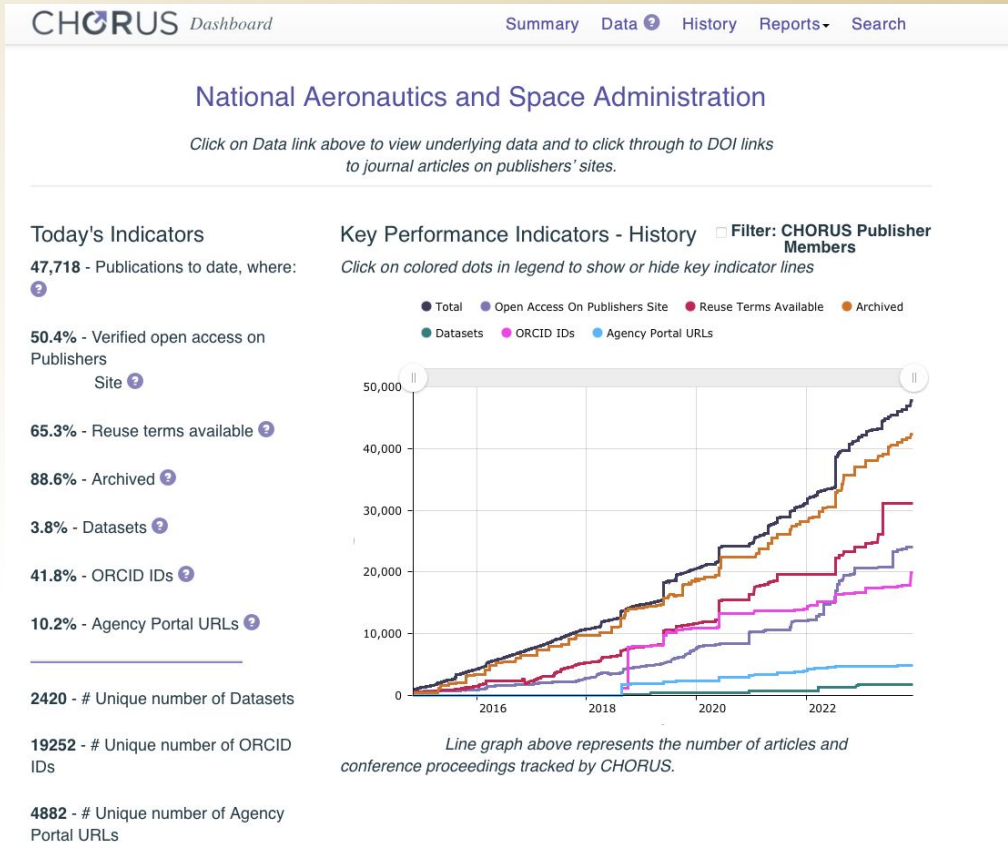 CHORUS Dashboard
Summary Data ? History Reports Search
National Aeronautics and Space Administration
Click on Data link above to view underlying data and to click through to DOI links
to journal articles on publishers' sites.
Today's Indicators
47,718 - Publications to date, where:
?
50.4% - Verified open access on
Publishers
Site ?
65.3% - Reuse terms available ?
88.6% - Archived ?
3.8% - Datasets ?
41.8% - ORCID IDs ?
10.2% - Agency Portal URLs ?
2420 - # Unique number of Datasets
19252 - # Unique number of ORCID
IDs
4882 - # Unique number of Agency
Portal URLs
Key Performance Indicators - History
Filter: CHORUS Publisher
Members
Click on colored dots in legend to show or hide key indicator lines
Total Open Access On Publishers Site Reuse Terms Available Archived
Datasets ORCID IDs Agency Portal URLs
50,000
40,000
30,000
20,000
10,000
0
2016 2018 2020 2022
Line graph above represents the number of articles and
conference proceedings tracked by CHORUS.